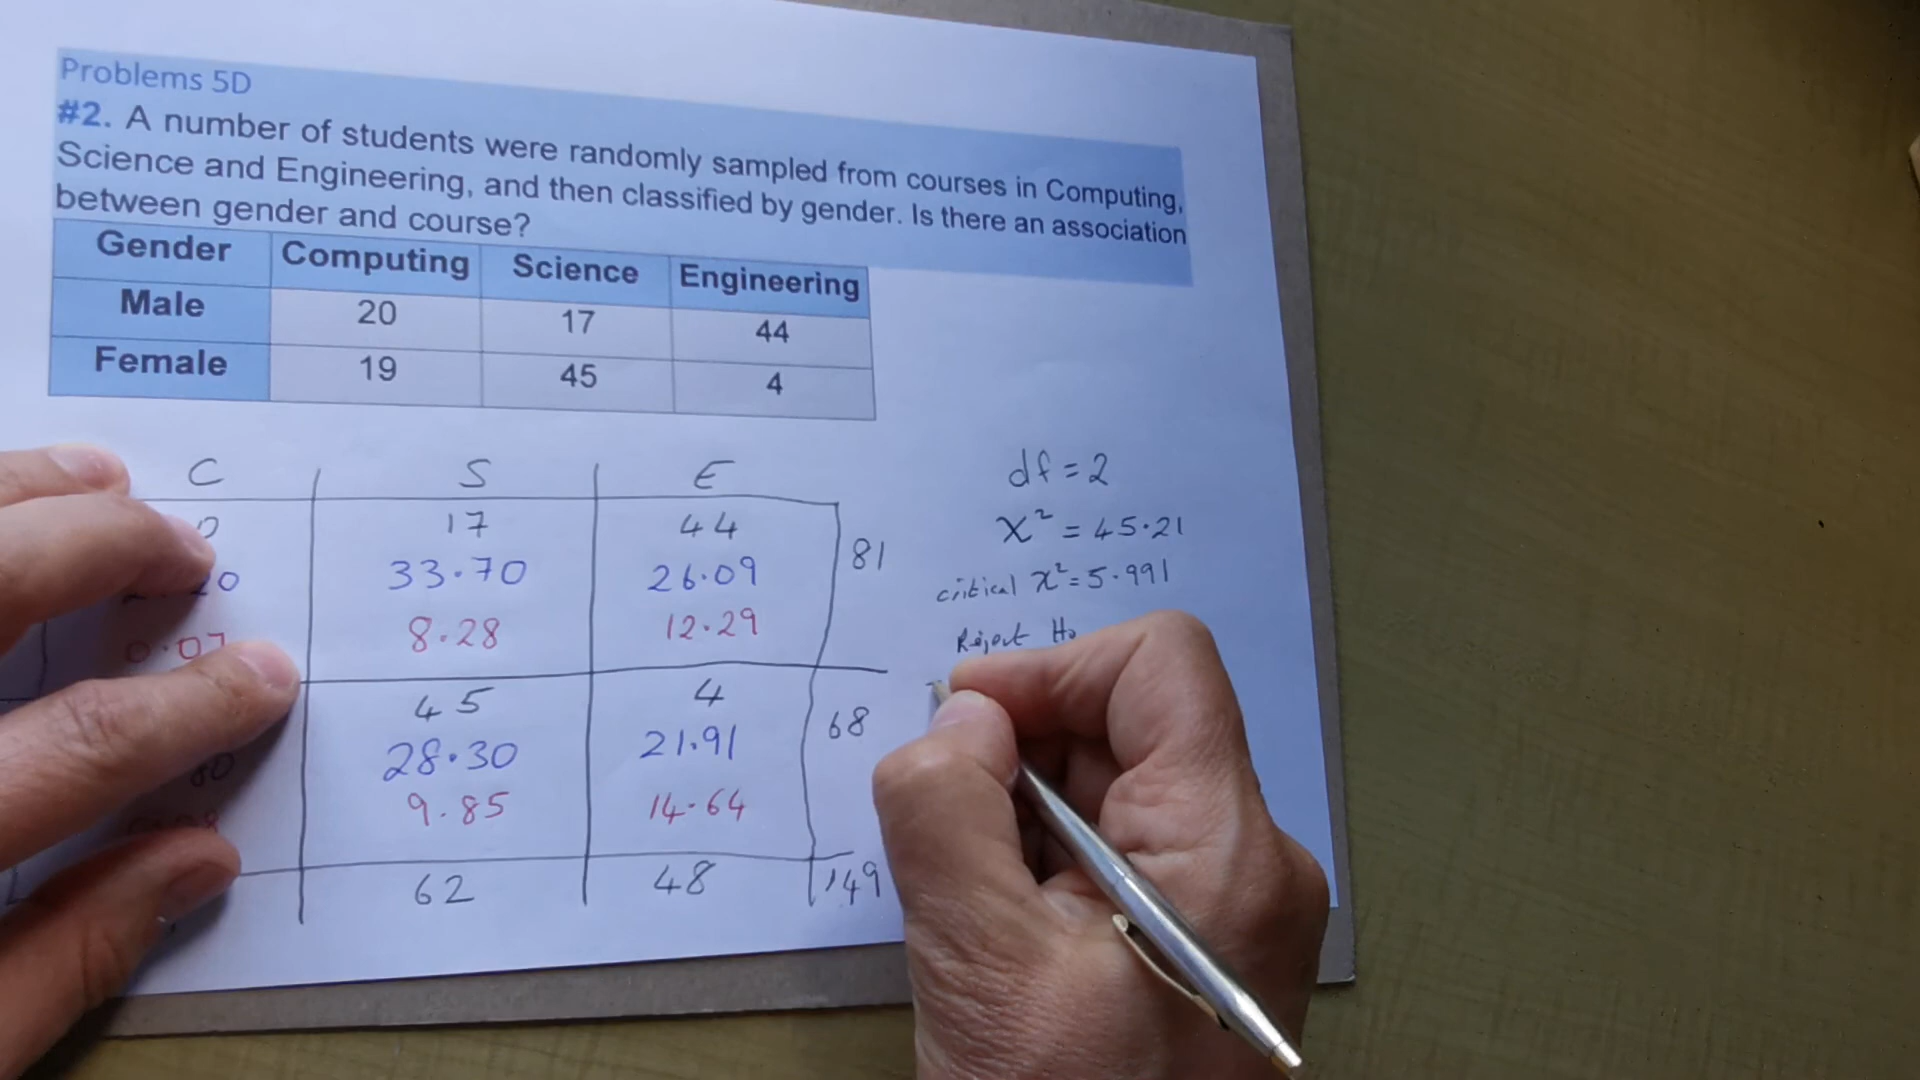 Problems 5D
#2. A number of students were randomly sampled from courses in Computing,
Science and Engineering, and then classified by gender. Is there an association
between gender and course?
Gender Computing Science Engineering
Male 20 17 44
Female 19 45 4
C S E
17 44
33.70 26.09 81
0.07 8.28 12.29
45 4
28.30 21.91 68
9.85 14.64
62 48 149
df = 2
χ² = 45.21
critical χ² = 5.991
Reject H₀